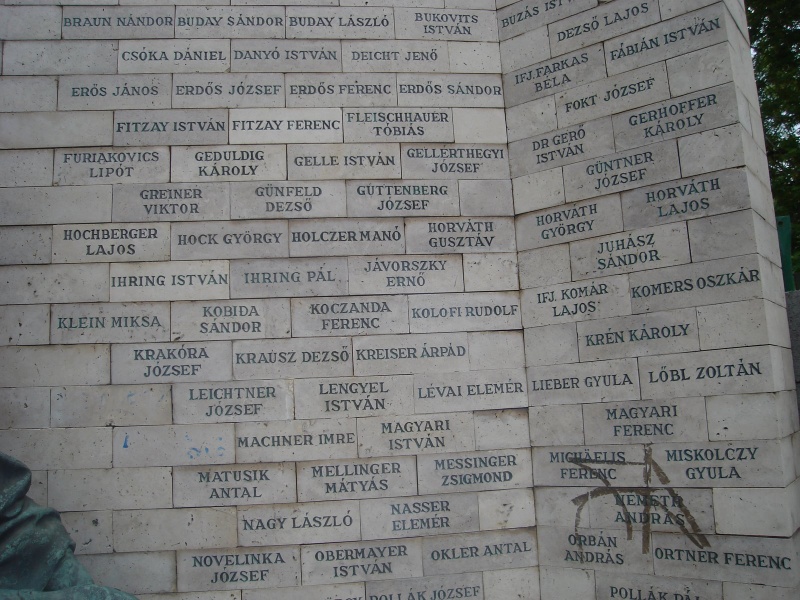 BRAUN NÁNDOR BUDAY SÁNDOR BUDAY LÁSZLÓ BUKOVITS
ISTVÁN
CSÓKA DÁNIEL DANYÓ ISTVÁN DEICHT JENŐ
ERŐS JÁNOS ERDŐS JÓZSEF ERDŐS FERENC ERDŐS SÁNDOR
FITZAY ISTVÁN FITZAY FERENC FLEISCHHAUER
TÓBIÁS
FURIAKOVICS
LIPÓT
GEDULDIG
KÁROLY
GELLE ISTVÁN
GELLÉRTHEGYI
JÓZSEF
GREINER
VIKTOR
GÜNFELD
DEZSŐ
GUTTENBERG
JÓZSEF
HOCHBERGER
LAJOS
HOCK GYÖRGY HOLCZER MANÓ
HORVÁTH
GUSZTÁV
IHRING ISTVÁN IHRING PÁL
JÁVORSZKY
ERNŐ
KLEIN MIKSA
KOBIDA
SÁNDOR
KOCZANDA
FERENC
KOLOFI RUDOLF
KRAKÓRA
JÓZSEF
KRAUSZ DEZSŐ KREISER ÁRPÁD
LEICHTNER
JÓZSEF
LENGYEL
ISTVÁN
LÉVAI ELEMÉR
MACHNER IMRE
MAGYARI
ISTVÁN
MATUSIK
ANTAL
MELLINGER
MÁTYÁS
MESSINGER
ZSIGMOND
NAGY LÁSZLÓ
NASSER
ELEMÉR
NOVELINKA
JÓZSEF
OBERMAYER
ISTVÁN
OKLER ANTAL
POLLÁK JÓZSEF
BUZÁS
DEZSŐ LAJOS
IFJ. FARKAS
BÉLA
FÁBIÁN ISTVÁN
FOKT JÓZSEF
DR GERŐ
ISTVÁN
GERHOFFER
KÁROLY
GÜNTNER
JÓZSEF
HORVATH
GYÖRGY
HORVÁTH
LAJOS
JUHÁSZ
SÁNDOR
IFJ. KOMÁR
LAJOS
KOMERS OSZKÁR
KRÉN KÁROLY
LIEBER GYULA LŐBL ZOLTÁN
MAGYARI
FERENC
MICHAELIS
FERENC
MISKOLCZY
GYULA
ANDRÁS
ORBÁN
ANDRÁS
ORTNER FERENC
POLLÁK PÁL